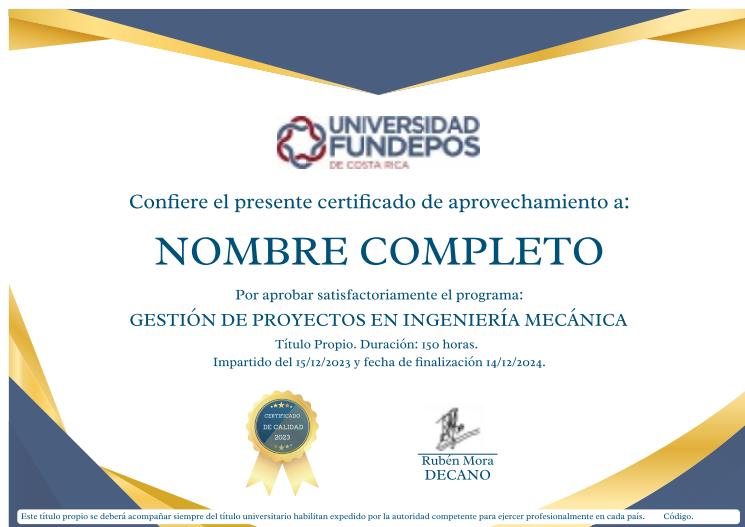 UNIVERSIDAD
FUNDEPOS
DE COSTA RICA
Confiere el presente certificado de aprovechamiento a:
NOMBRE COMPLETO
Por aprobar satisfactoriamente el programa:
GESTIÓN DE PROYECTOS EN INGENIERÍA MECÁNICA
Título Propio. Duración: 150 horas.
Impartido del 15/12/2023 y fecha de finalización 14/12/2024.
CERTIFICADO
DE CALIDAD
2023
Rubén Mora
DECANO
Este título propio se deberá acompañar siempre del título universitario habilitan expedido por la autoridad competente para ejercer profesionalmente en cada país. Código.